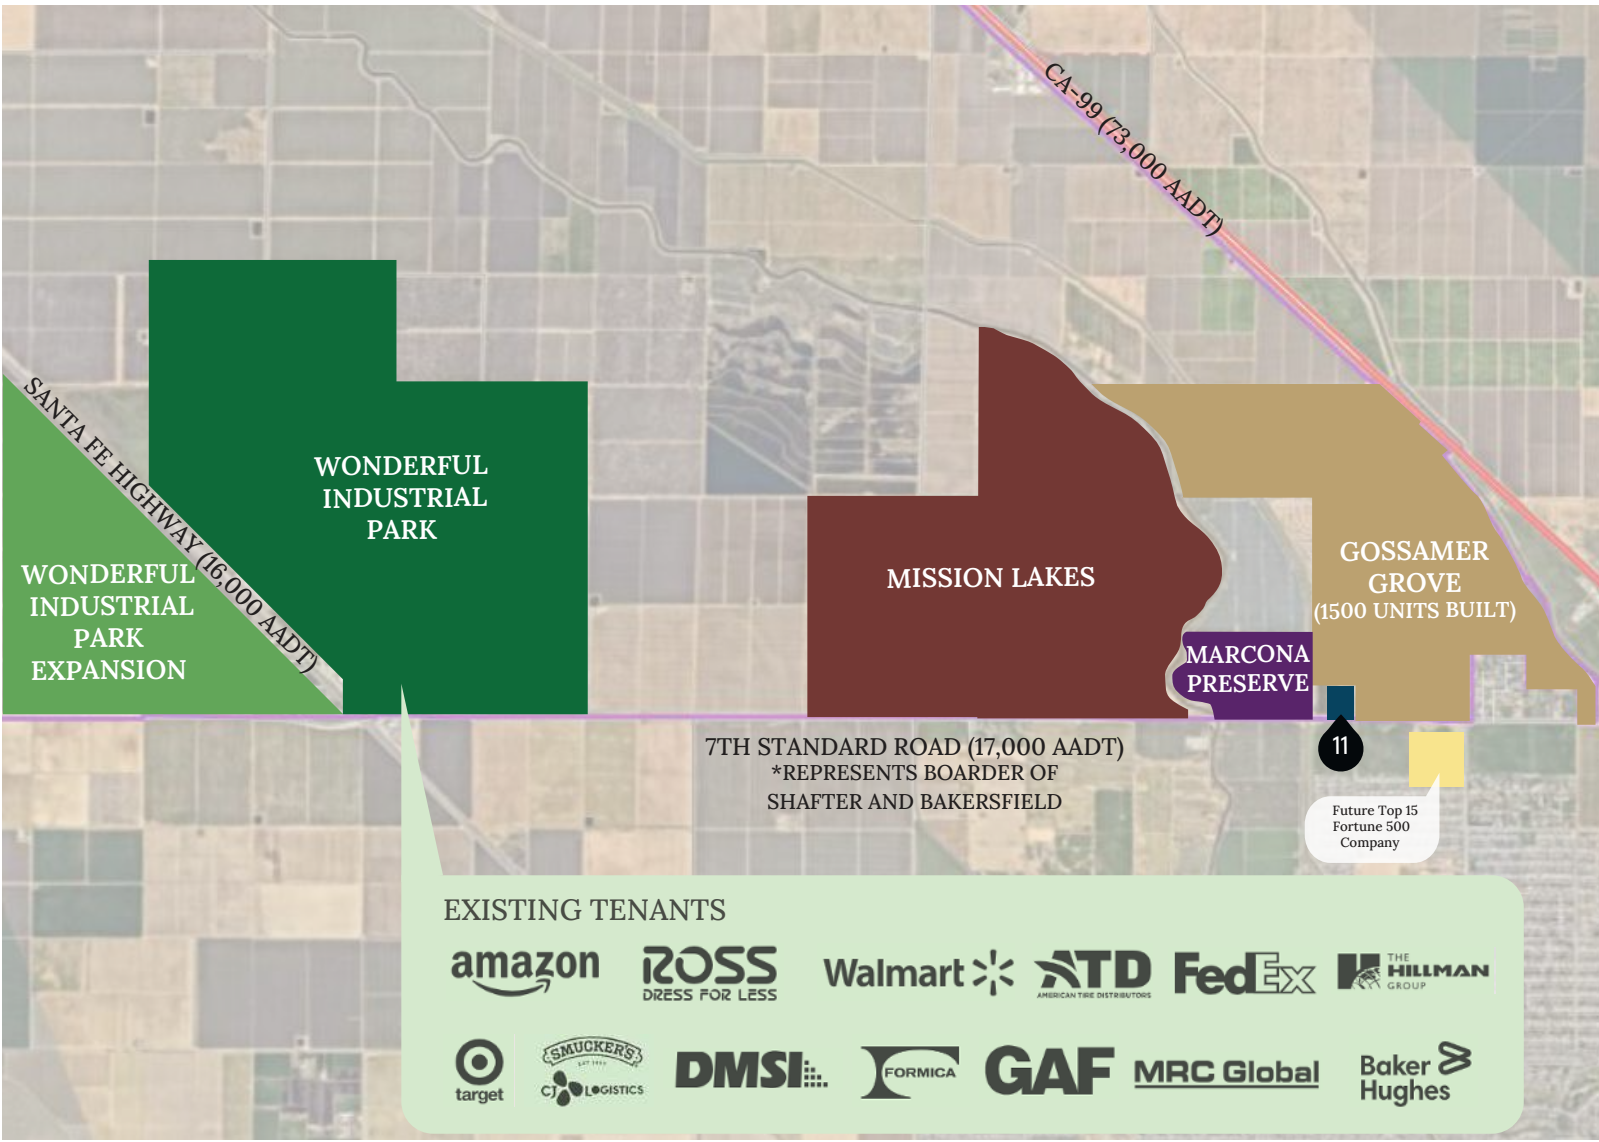 CA-99 (73,000 AADT)
SANTA FE HIGHWAY (16,000 AADT)
WONDERFUL
INDUSTRIAL
PARK
WONDERFUL
INDUSTRIAL
PARK
EXPANSION
MISSION LAKES
GOSSAMER
GROVE
(1500 UNITS BUILT)
MARCONA
PRESERVE
11
7TH STANDARD ROAD (17,000 AADT)
*REPRESENTS BOARDER OF
SHAFTER AND BAKERSFIELD
Future Top 15
Fortune 500
Company
EXISTING TENANTS
amazon
ROSS
DRESS FOR LESS
Walmart
ATD
AMERICAN TIRE DISTRIBUTORS
FedEx
THE
HILLMAN
GROUP
target
SMUCKER'S
CJ LOGISTICS
DMSI
FORMICA
GAF
MRC Global
Baker
Hughes